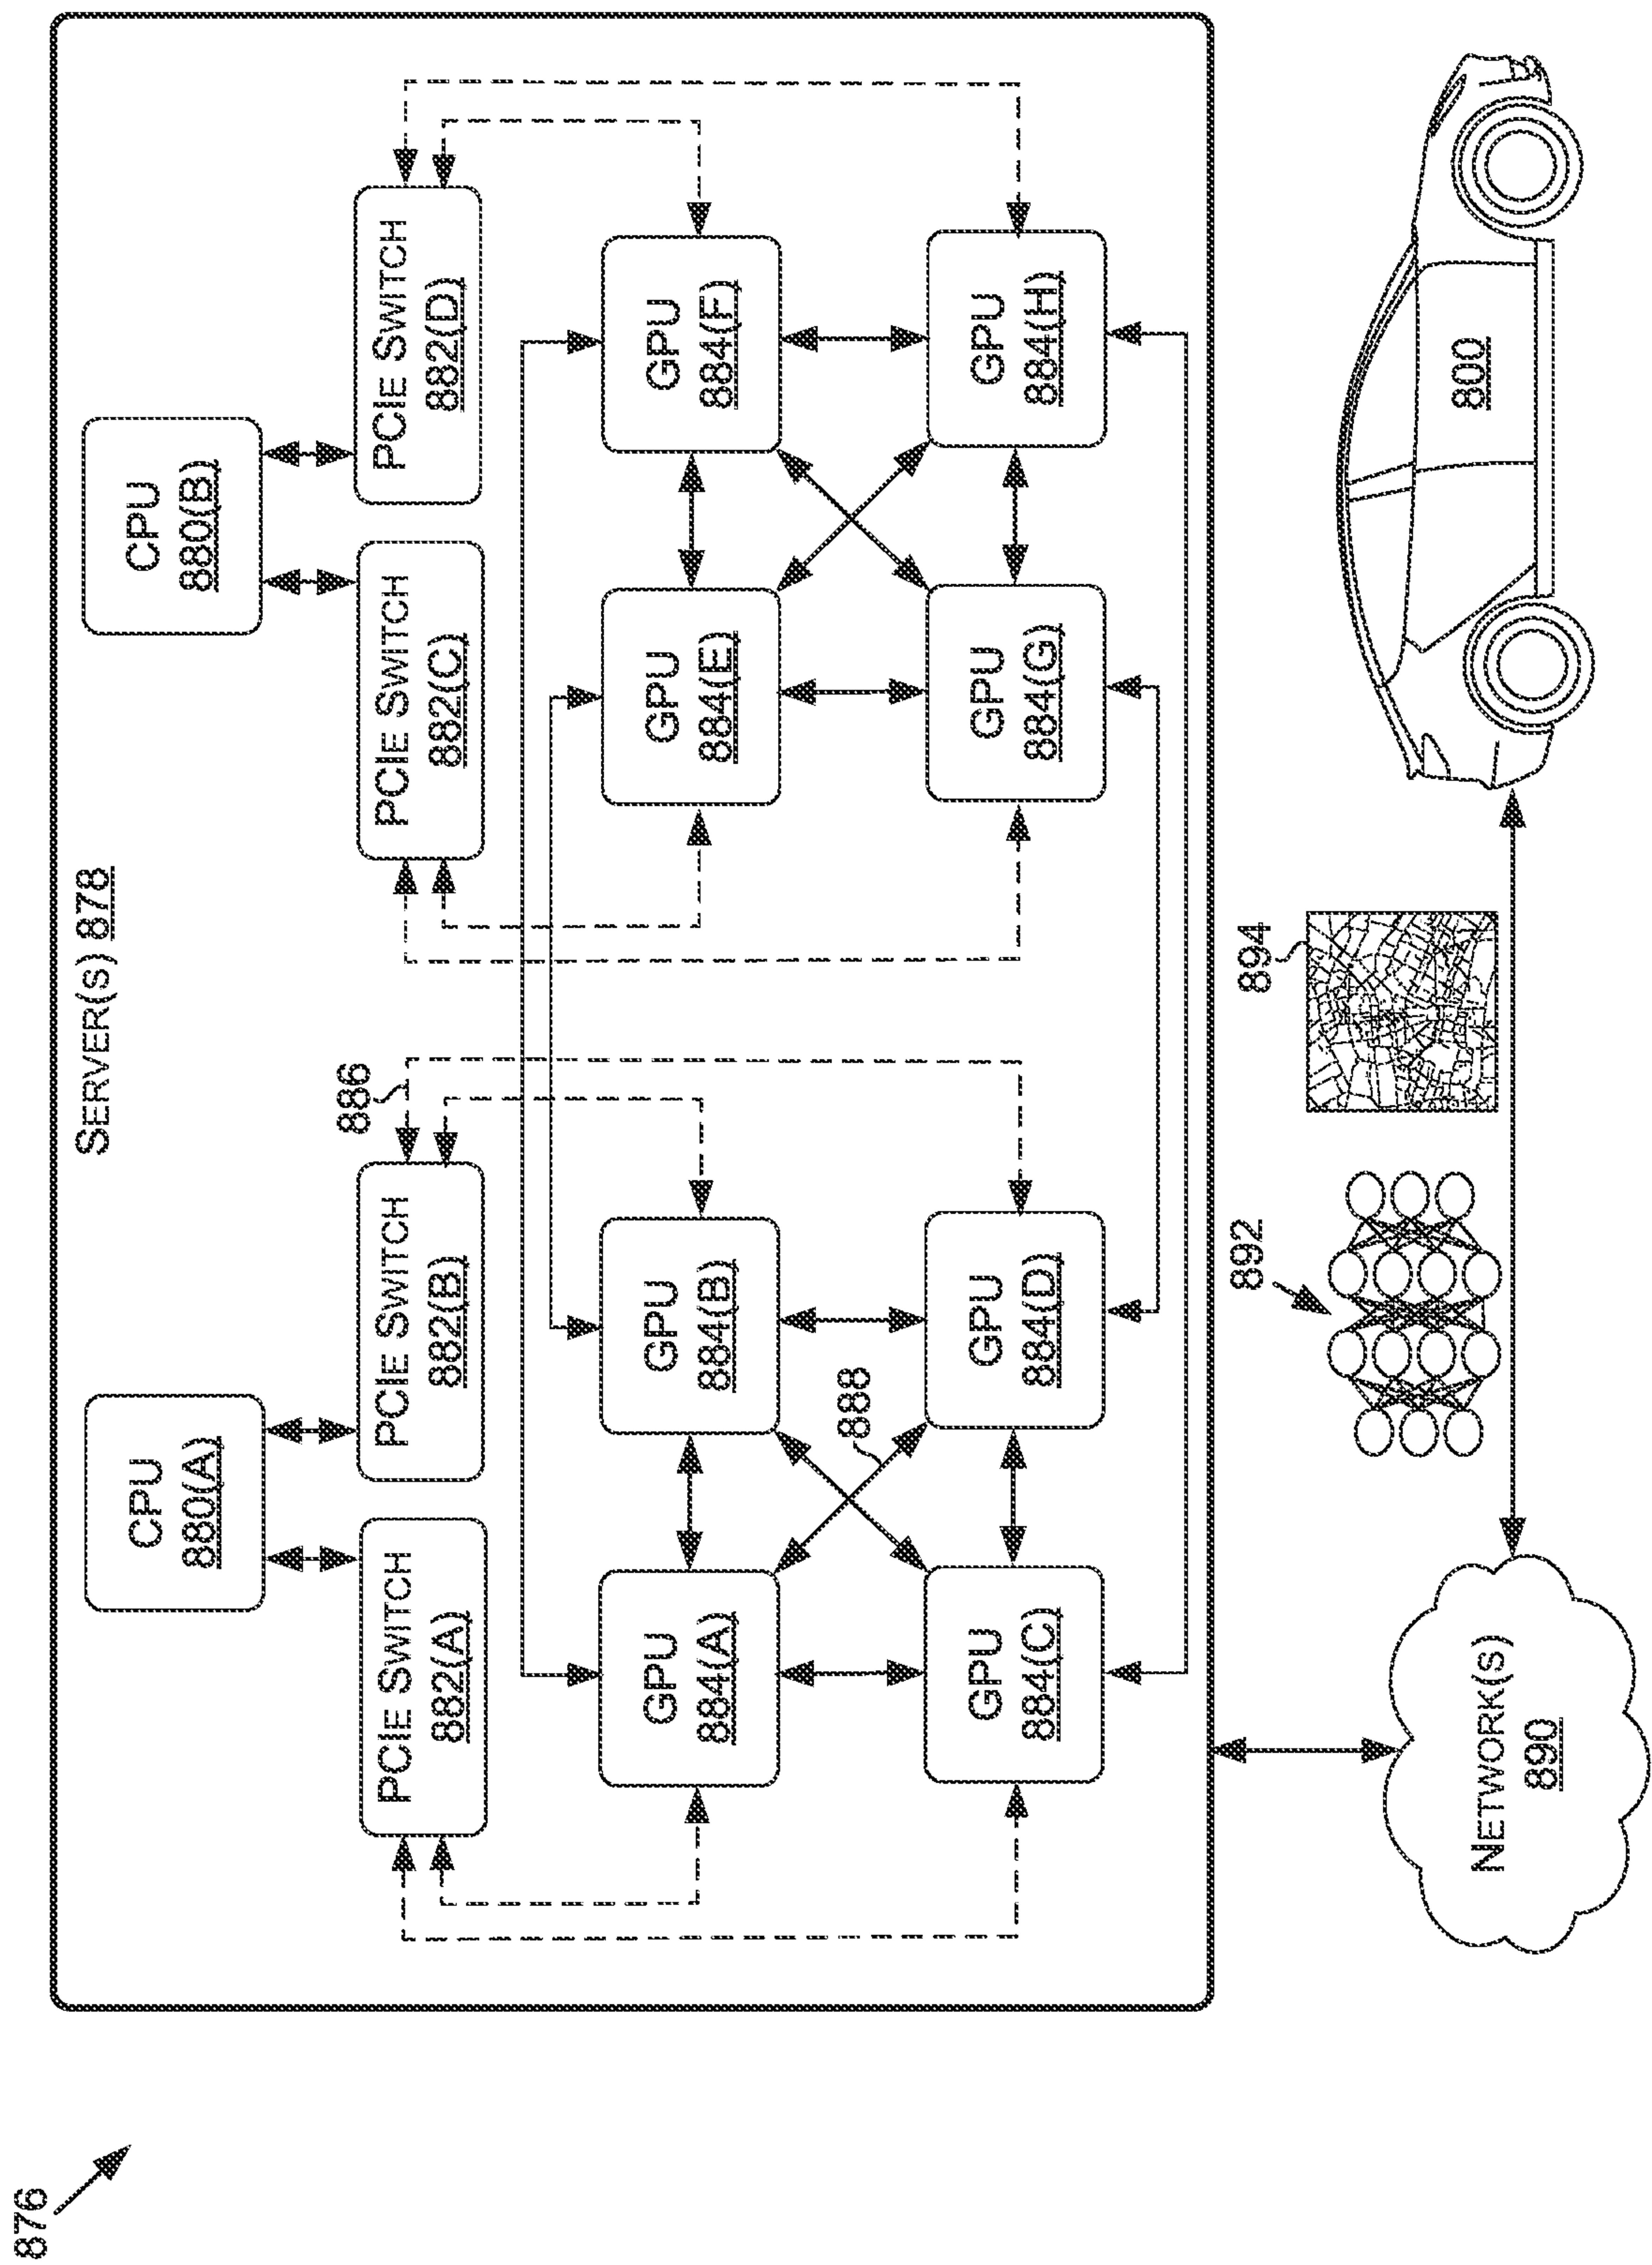 876
SERVER(S) 878
CPU
880(A)
CPU
880(B)
886
PCIE SWITCH
882(A)
PCIE SWITCH
882(B)
PCIE SWITCH
882(C)
PCIE SWITCH
882(D)
GPU
884(A)
GPU
884(B)
GPU
884(E)
GPU
884(F)
888
GPU
884(C)
GPU
884(D)
GPU
884(G)
GPU
884(H)
892
894
NETWORK(S)
890
800